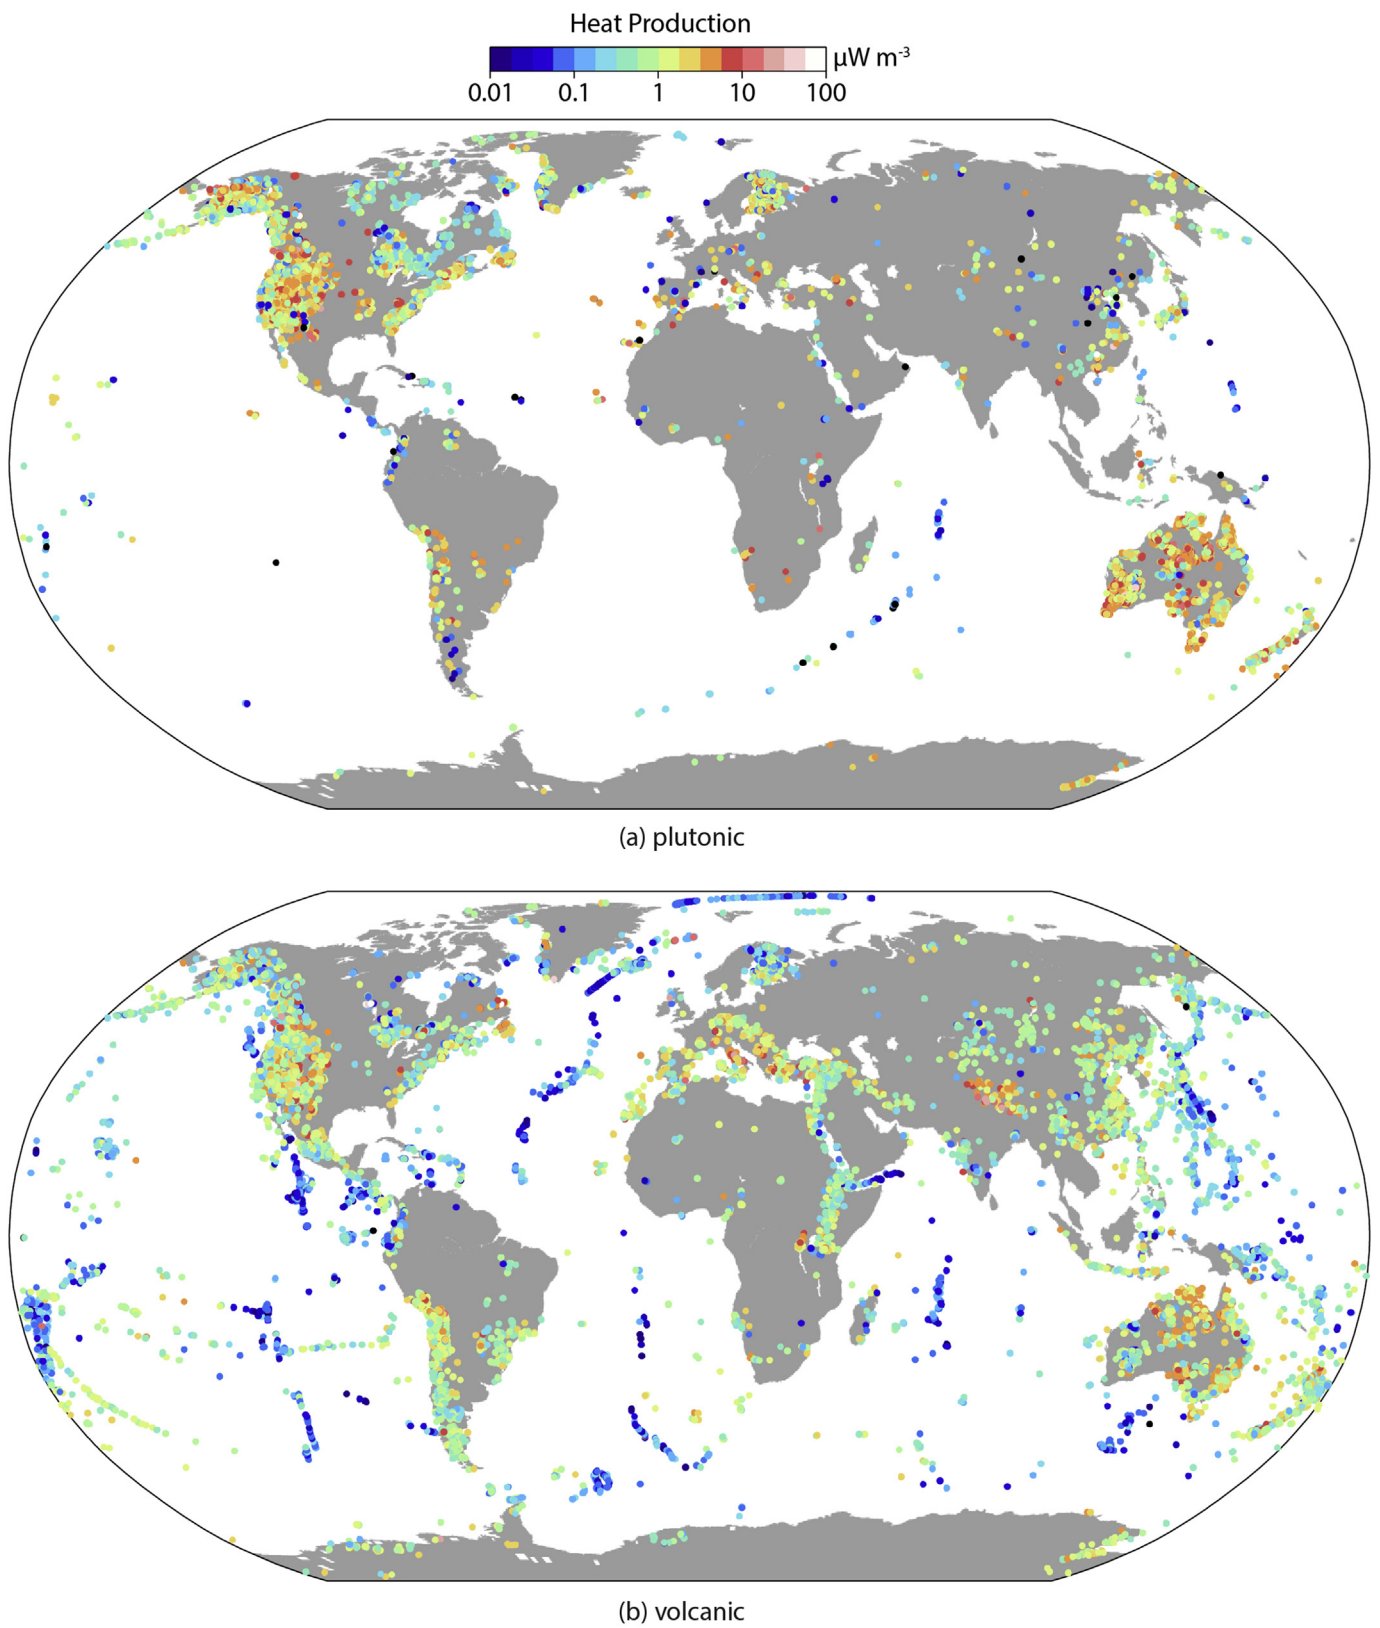 Heat Production
µW m⁻³
0.01 0.1 1 10 100
(a) plutonic
(b) volcanic